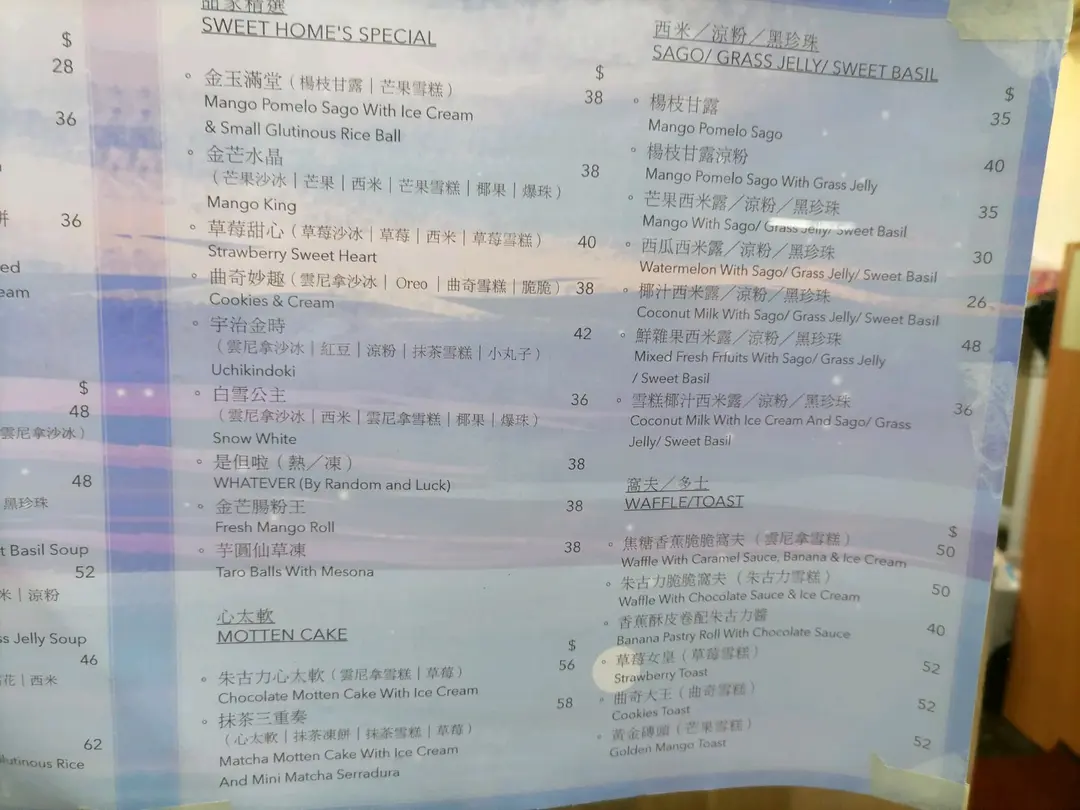 $
28
36
36
ed
eam
$
48
雲尼拿沙冰）
48
黑珍珠
t Basil Soup
52
米｜涼粉
ss Jelly Soup
46
花｜西米
62
Glutinous Rice
品家精選
SWEET HOME'S SPECIAL
$
金玉滿堂（楊枝甘露｜芒果雪糕） 38
Mango Pomelo Sago With Ice Cream
& Small Glutinous Rice Ball
金芒水晶 38
（芒果沙冰｜芒果｜西米｜芒果雪糕｜椰果｜爆珠）
Mango King
草莓甜心（草莓沙冰｜草莓｜西米｜草莓雪糕） 40
Strawberry Sweet Heart
曲奇妙趣（雲尼拿沙冰｜Oreo｜曲奇雪糕｜脆脆） 38
Cookies & Cream
宇治金時 42
（雲尼拿沙冰｜紅豆｜涼粉｜抹茶雪糕｜小丸子）
Uchikindoki
白雪公主 36
（雲尼拿沙冰｜西米｜雲尼拿雪糕｜椰果｜爆珠）
Snow White
是但啦（熱／凍） 38
WHATEVER (By Random and Luck)
金芒腸粉王 38
Fresh Mango Roll
芋圓仙草凍 38
Taro Balls With Mesona
心太軟
MOTTEN CAKE
$
朱古力心太軟（雲尼拿雪糕｜草莓） 56
Chocolate Motten Cake With Ice Cream
抹茶三重奏 58
（心太軟｜抹茶凍餅｜抹茶雪糕｜草莓）
Matcha Motten Cake With Ice Cream
And Mini Matcha Serradura
西米／涼粉／黑珍珠
SAGO/ GRASS JELLY/ SWEET BASIL
$
楊枝甘露 35
Mango Pomelo Sago
楊枝甘露涼粉 40
Mango Pomelo Sago With Grass Jelly
芒果西米露／涼粉／黑珍珠 35
Mango With Sago/ Grass Jelly/ Sweet Basil
西瓜西米露／涼粉／黑珍珠 30
Watermelon With Sago/ Grass Jelly/ Sweet Basil
椰汁西米露／涼粉／黑珍珠 26
Coconut Milk With Sago/ Grass Jelly/ Sweet Basil
鮮雜果西米露／涼粉／黑珍珠 48
Mixed Fresh Frfuits With Sago/ Grass Jelly
/ Sweet Basil
雪糕椰汁西米露／涼粉／黑珍珠 36
Coconut Milk With Ice Cream And Sago/ Grass
Jelly/ Sweet Basil
窩夫／多士
WAFFLE/TOAST
$
焦糖香蕉脆脆窩夫（雲尼拿雪糕） 50
Waffle With Caramel Sauce, Banana & Ice Cream
朱古力脆脆窩夫（朱古力雪糕） 50
Waffle With Chocolate Sauce & Ice Cream
香蕉酥皮卷配朱古力醬 40
Banana Pastry Roll With Chocolate Sauce
草莓女皇（草莓雪糕） 52
Strawberry Toast
曲奇大王（曲奇雪糕） 52
Cookies Toast
黃金磚頭（芒果雪糕） 52
Golden Mango Toast